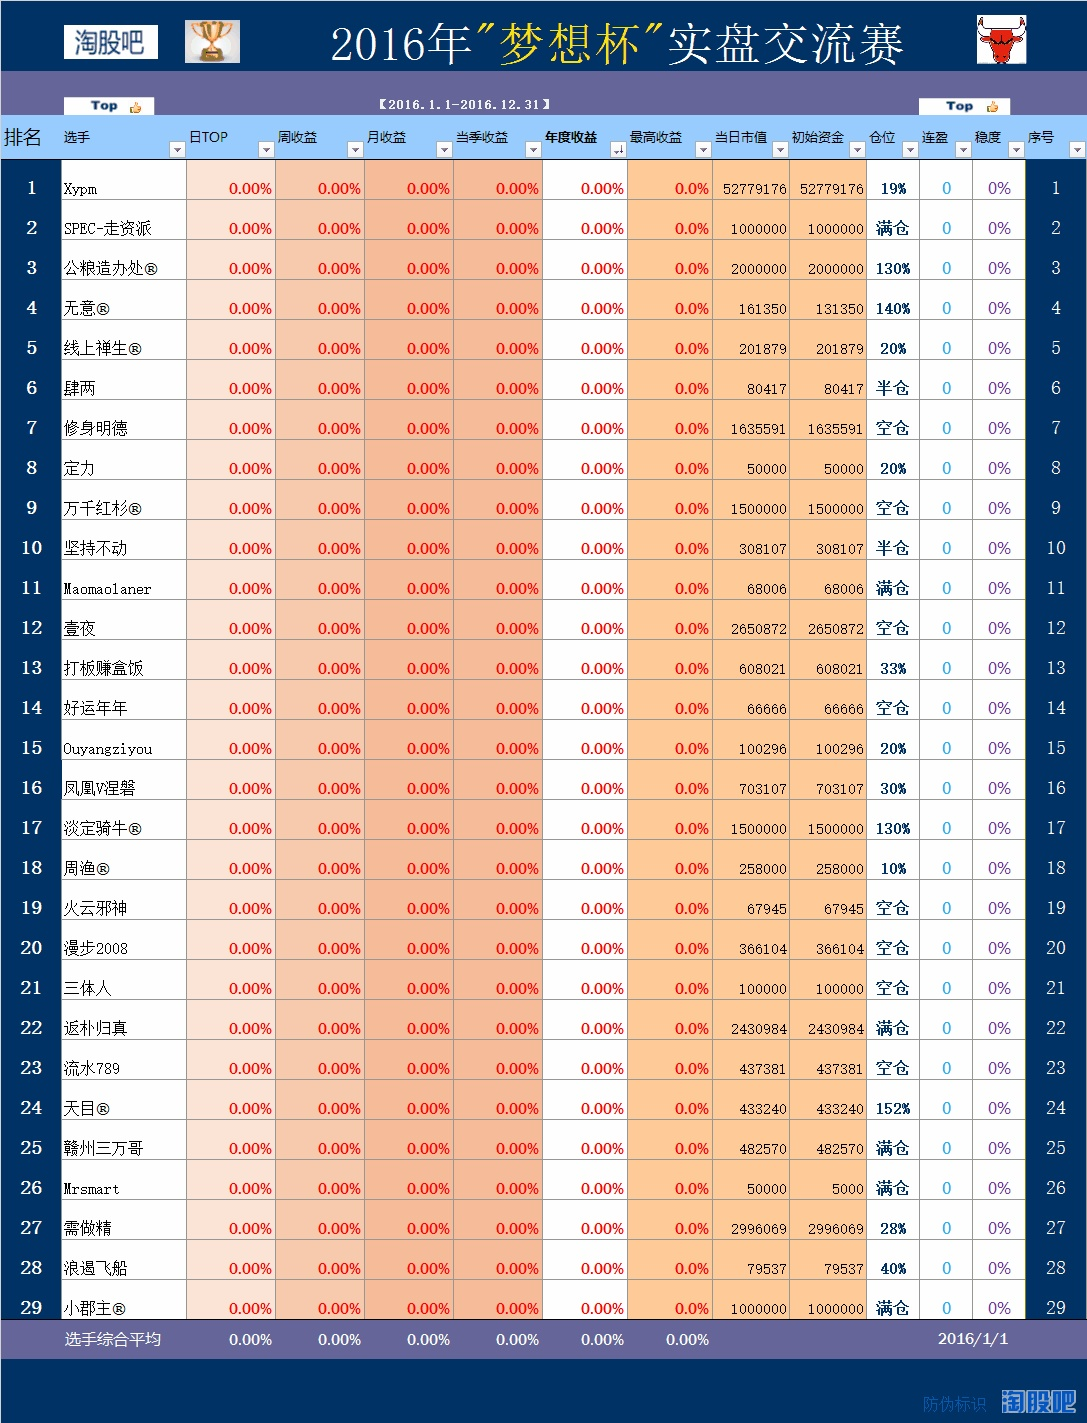 淘股吧 2016年"梦想杯"实盘交流赛
【2016.1.1-2016.12.31】
Top Top
排名 选手 日TOP 周收益 月收益 当季收益 年度收益 最高收益 当日市值 初始资金 仓位 连盈 稳度 序号
1 Xypm 0.00% 0.00% 0.00% 0.00% 0.00% 0.0% 52779176 52779176 19% 0 0% 1
2 SPEC-走资派 0.00% 0.00% 0.00% 0.00% 0.00% 0.0% 1000000 1000000 满仓 0 0% 2
3 公粮造办处® 0.00% 0.00% 0.00% 0.00% 0.00% 0.0% 2000000 2000000 130% 0 0% 3
4 无意® 0.00% 0.00% 0.00% 0.00% 0.00% 0.0% 161350 131350 140% 0 0% 4
5 线上禅生® 0.00% 0.00% 0.00% 0.00% 0.00% 0.0% 201879 201879 20% 0 0% 5
6 肆两 0.00% 0.00% 0.00% 0.00% 0.00% 0.0% 80417 80417 半仓 0 0% 6
7 修身明德 0.00% 0.00% 0.00% 0.00% 0.00% 0.0% 1635591 1635591 空仓 0 0% 7
8 定力 0.00% 0.00% 0.00% 0.00% 0.00% 0.0% 50000 50000 20% 0 0% 8
9 万千红杉® 0.00% 0.00% 0.00% 0.00% 0.00% 0.0% 1500000 1500000 空仓 0 0% 9
10 坚持不动 0.00% 0.00% 0.00% 0.00% 0.00% 0.0% 308107 308107 半仓 0 0% 10
11 Maomaolaner 0.00% 0.00% 0.00% 0.00% 0.00% 0.0% 68006 68006 满仓 0 0% 11
12 壹夜 0.00% 0.00% 0.00% 0.00% 0.00% 0.0% 2650872 2650872 空仓 0 0% 12
13 打板赚盒饭 0.00% 0.00% 0.00% 0.00% 0.00% 0.0% 608021 608021 33% 0 0% 13
14 好运年年 0.00% 0.00% 0.00% 0.00% 0.00% 0.0% 66666 66666 空仓 0 0% 14
15 Ouyangziyou 0.00% 0.00% 0.00% 0.00% 0.00% 0.0% 100296 100296 20% 0 0% 15
16 凤凰V涅磐 0.00% 0.00% 0.00% 0.00% 0.00% 0.0% 703107 703107 30% 0 0% 16
17 淡定骑牛® 0.00% 0.00% 0.00% 0.00% 0.00% 0.0% 1500000 1500000 130% 0 0% 17
18 周渔® 0.00% 0.00% 0.00% 0.00% 0.00% 0.0% 258000 258000 10% 0 0% 18
19 火云邪神 0.00% 0.00% 0.00% 0.00% 0.00% 0.0% 67945 67945 空仓 0 0% 19
20 漫步2008 0.00% 0.00% 0.00% 0.00% 0.00% 0.0% 366104 366104 空仓 0 0% 20
21 三体人 0.00% 0.00% 0.00% 0.00% 0.00% 0.0% 100000 100000 空仓 0 0% 21
22 返朴归真 0.00% 0.00% 0.00% 0.00% 0.00% 0.0% 2430984 2430984 满仓 0 0% 22
23 流水789 0.00% 0.00% 0.00% 0.00% 0.00% 0.0% 437381 437381 空仓 0 0% 23
24 天目® 0.00% 0.00% 0.00% 0.00% 0.00% 0.0% 433240 433240 152% 0 0% 24
25 赣州三万哥 0.00% 0.00% 0.00% 0.00% 0.00% 0.0% 482570 482570 满仓 0 0% 25
26 Mrsmart 0.00% 0.00% 0.00% 0.00% 0.00% 0.0% 50000 5000 满仓 0 0% 26
27 需做精 0.00% 0.00% 0.00% 0.00% 0.00% 0.0% 2996069 2996069 28% 0 0% 27
28 浪遏飞船 0.00% 0.00% 0.00% 0.00% 0.00% 0.0% 79537 79537 40% 0 0% 28
29 小郡主® 0.00% 0.00% 0.00% 0.00% 0.00% 0.0% 1000000 1000000 满仓 0 0% 29
选手综合平均 0.00% 0.00% 0.00% 0.00% 0.00% 0.00% 2016/1/1
防伪标识 淘股吧